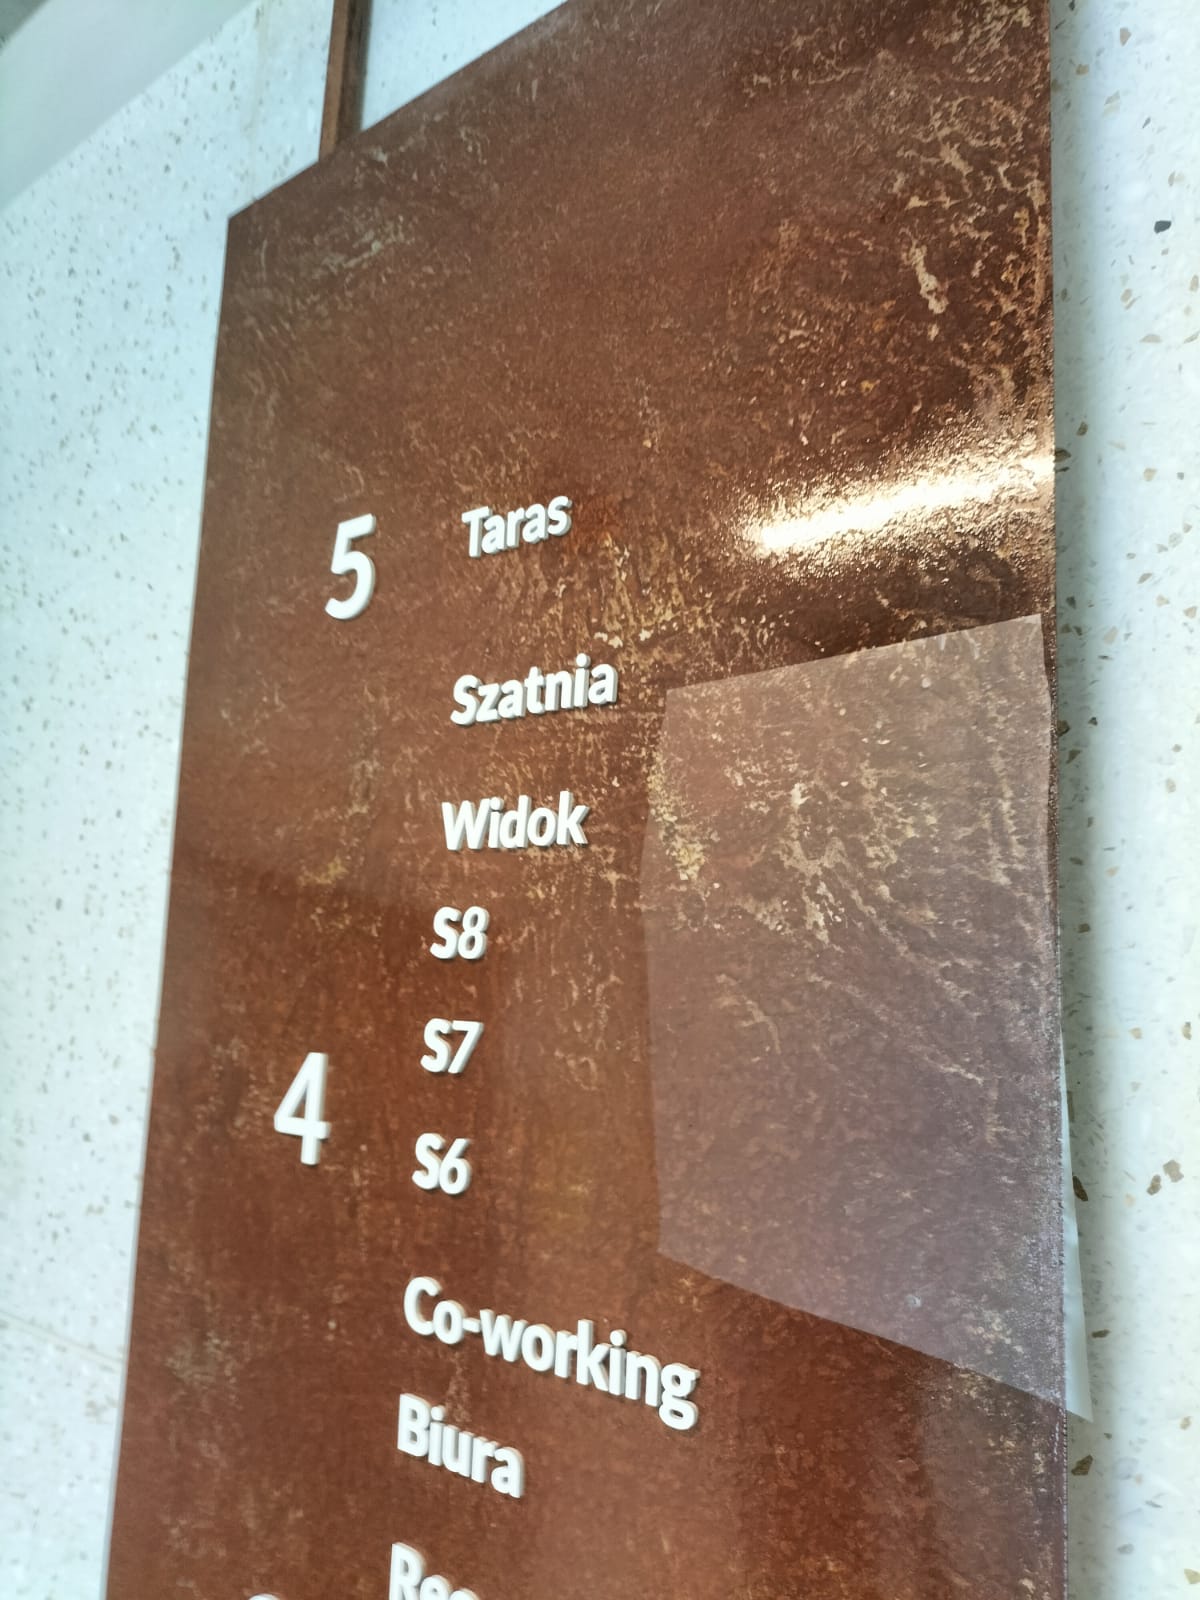 5 Taras
Szatnia
Widok
S8
S7
4 S6
Co-working
Biura